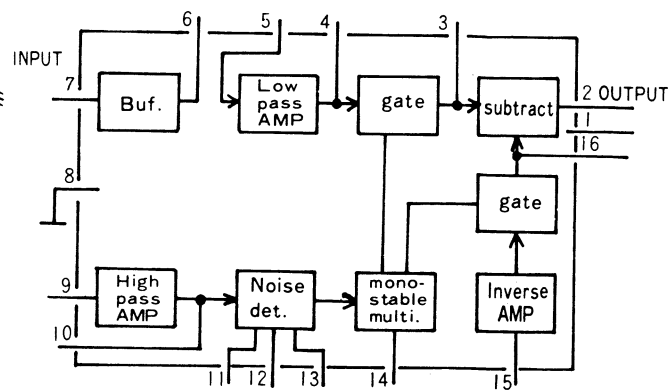 6 5 4 3
INPUT
7
Buf.
Low
pass
AMP
gate
subtract
2 OUTPUT
1
16
8
gate
9
High
pass
AMP
Noise
det.
mono-
stable
multi.
Inverse
AMP
10
11 12 13 14 15